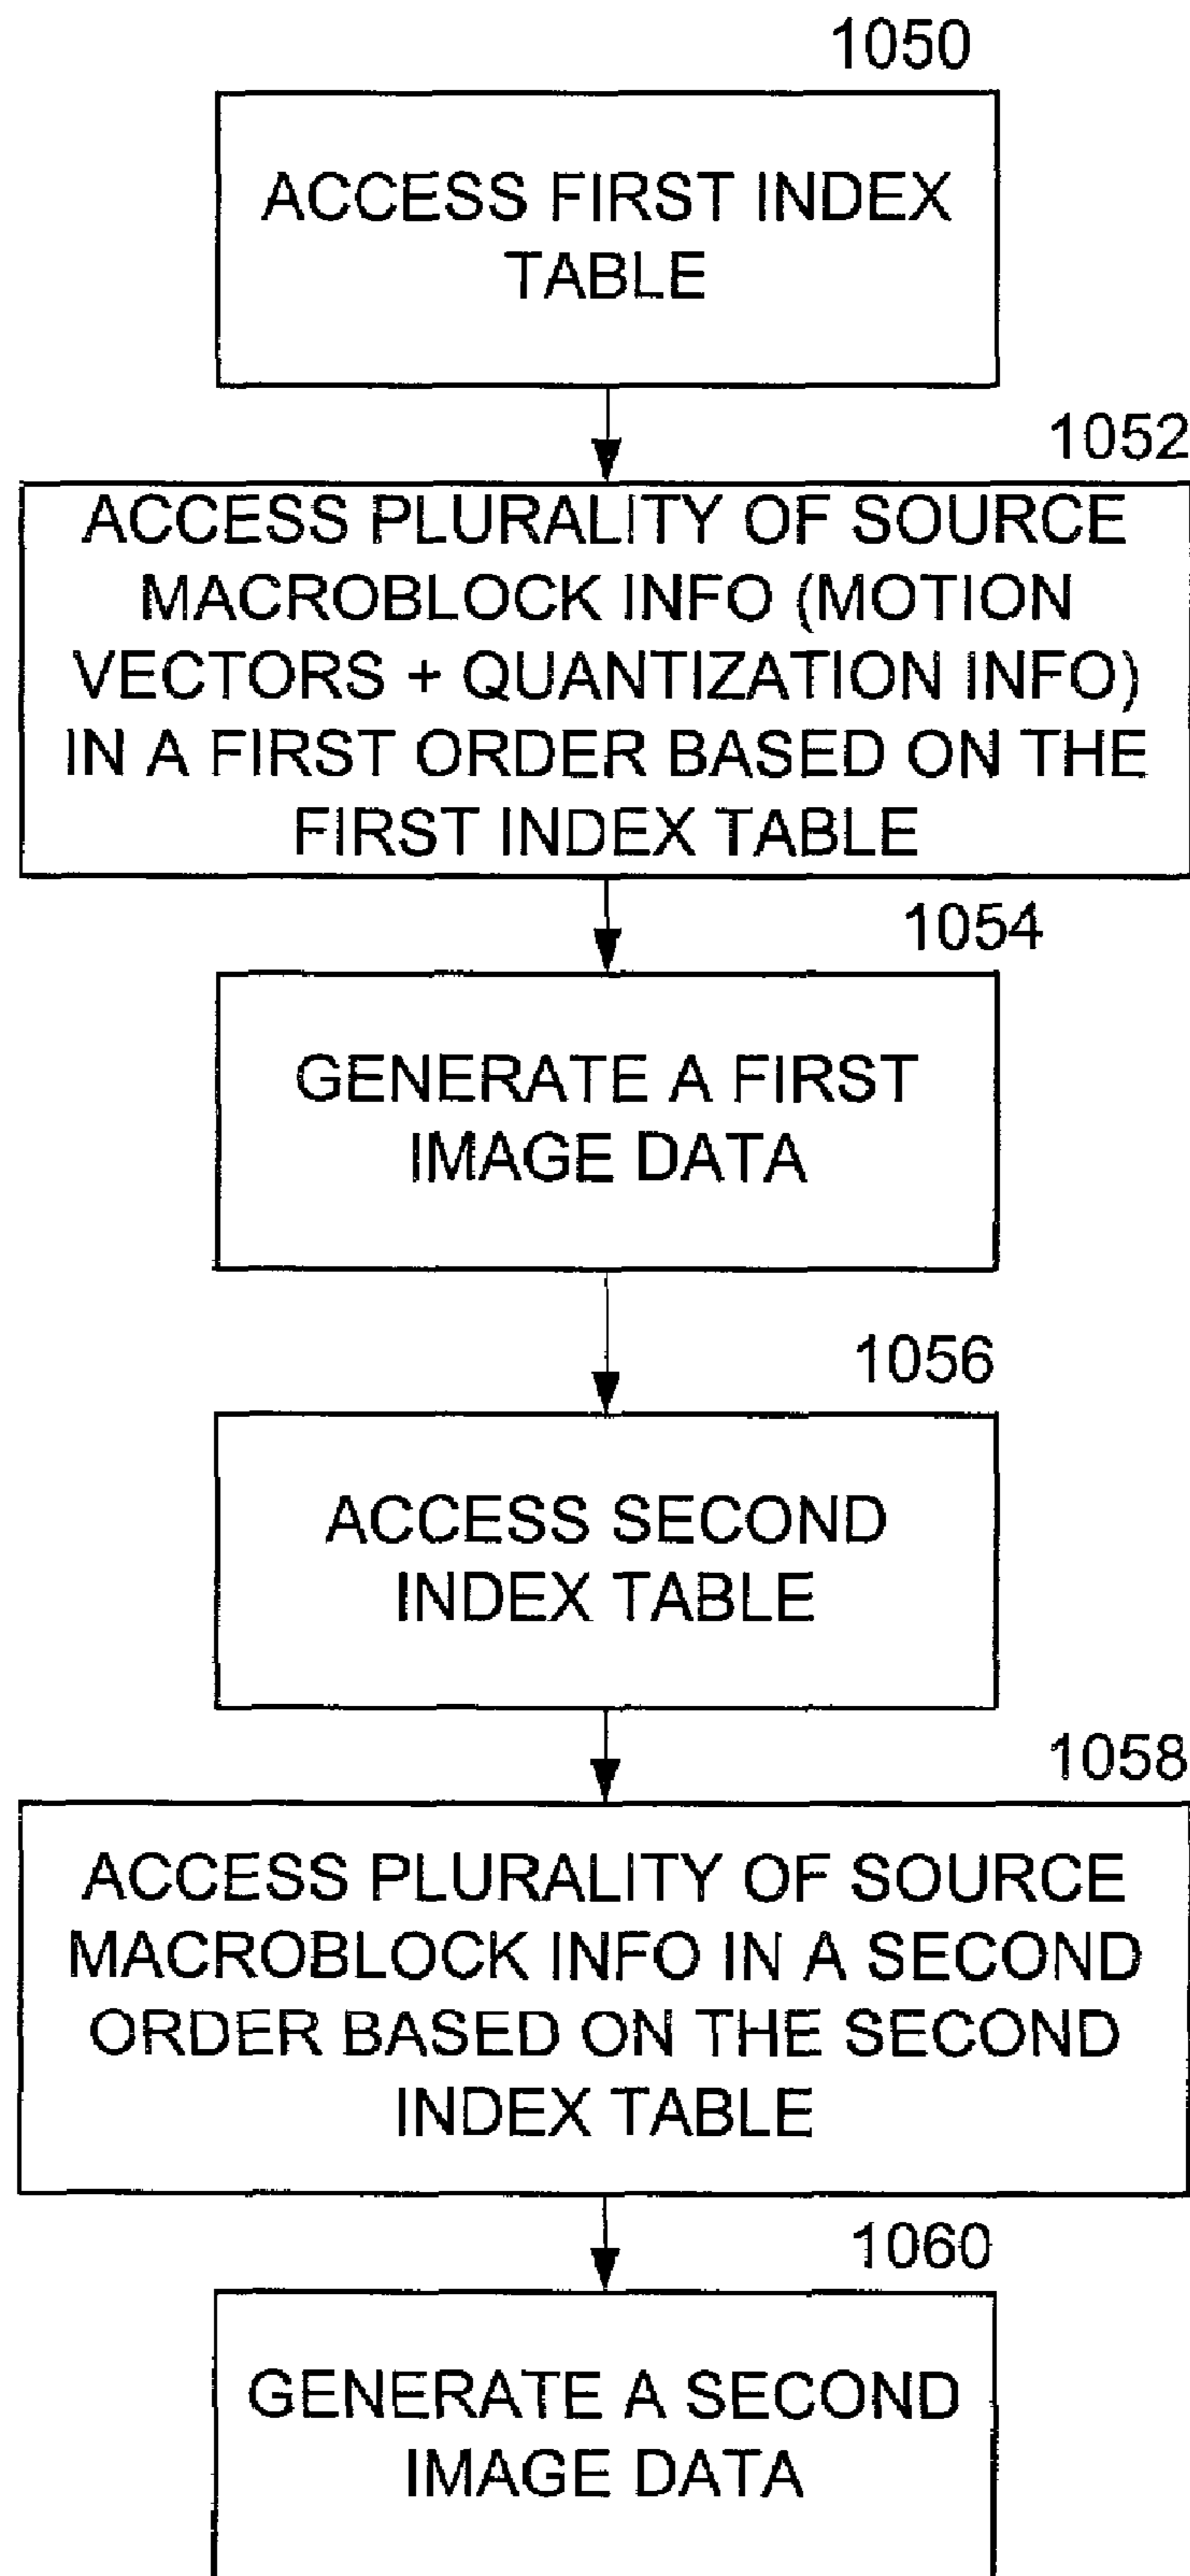 1050
ACCESS FIRST INDEX
TABLE
1052
ACCESS PLURALITY OF SOURCE
MACROBLOCK INFO (MOTION
VECTORS + QUANTIZATION INFO)
IN A FIRST ORDER BASED ON THE
FIRST INDEX TABLE
1054
GENERATE A FIRST
IMAGE DATA
1056
ACCESS SECOND
INDEX TABLE
1058
ACCESS PLURALITY OF SOURCE
MACROBLOCK INFO IN A SECOND
ORDER BASED ON THE SECOND
INDEX TABLE
1060
GENERATE A SECOND
IMAGE DATA